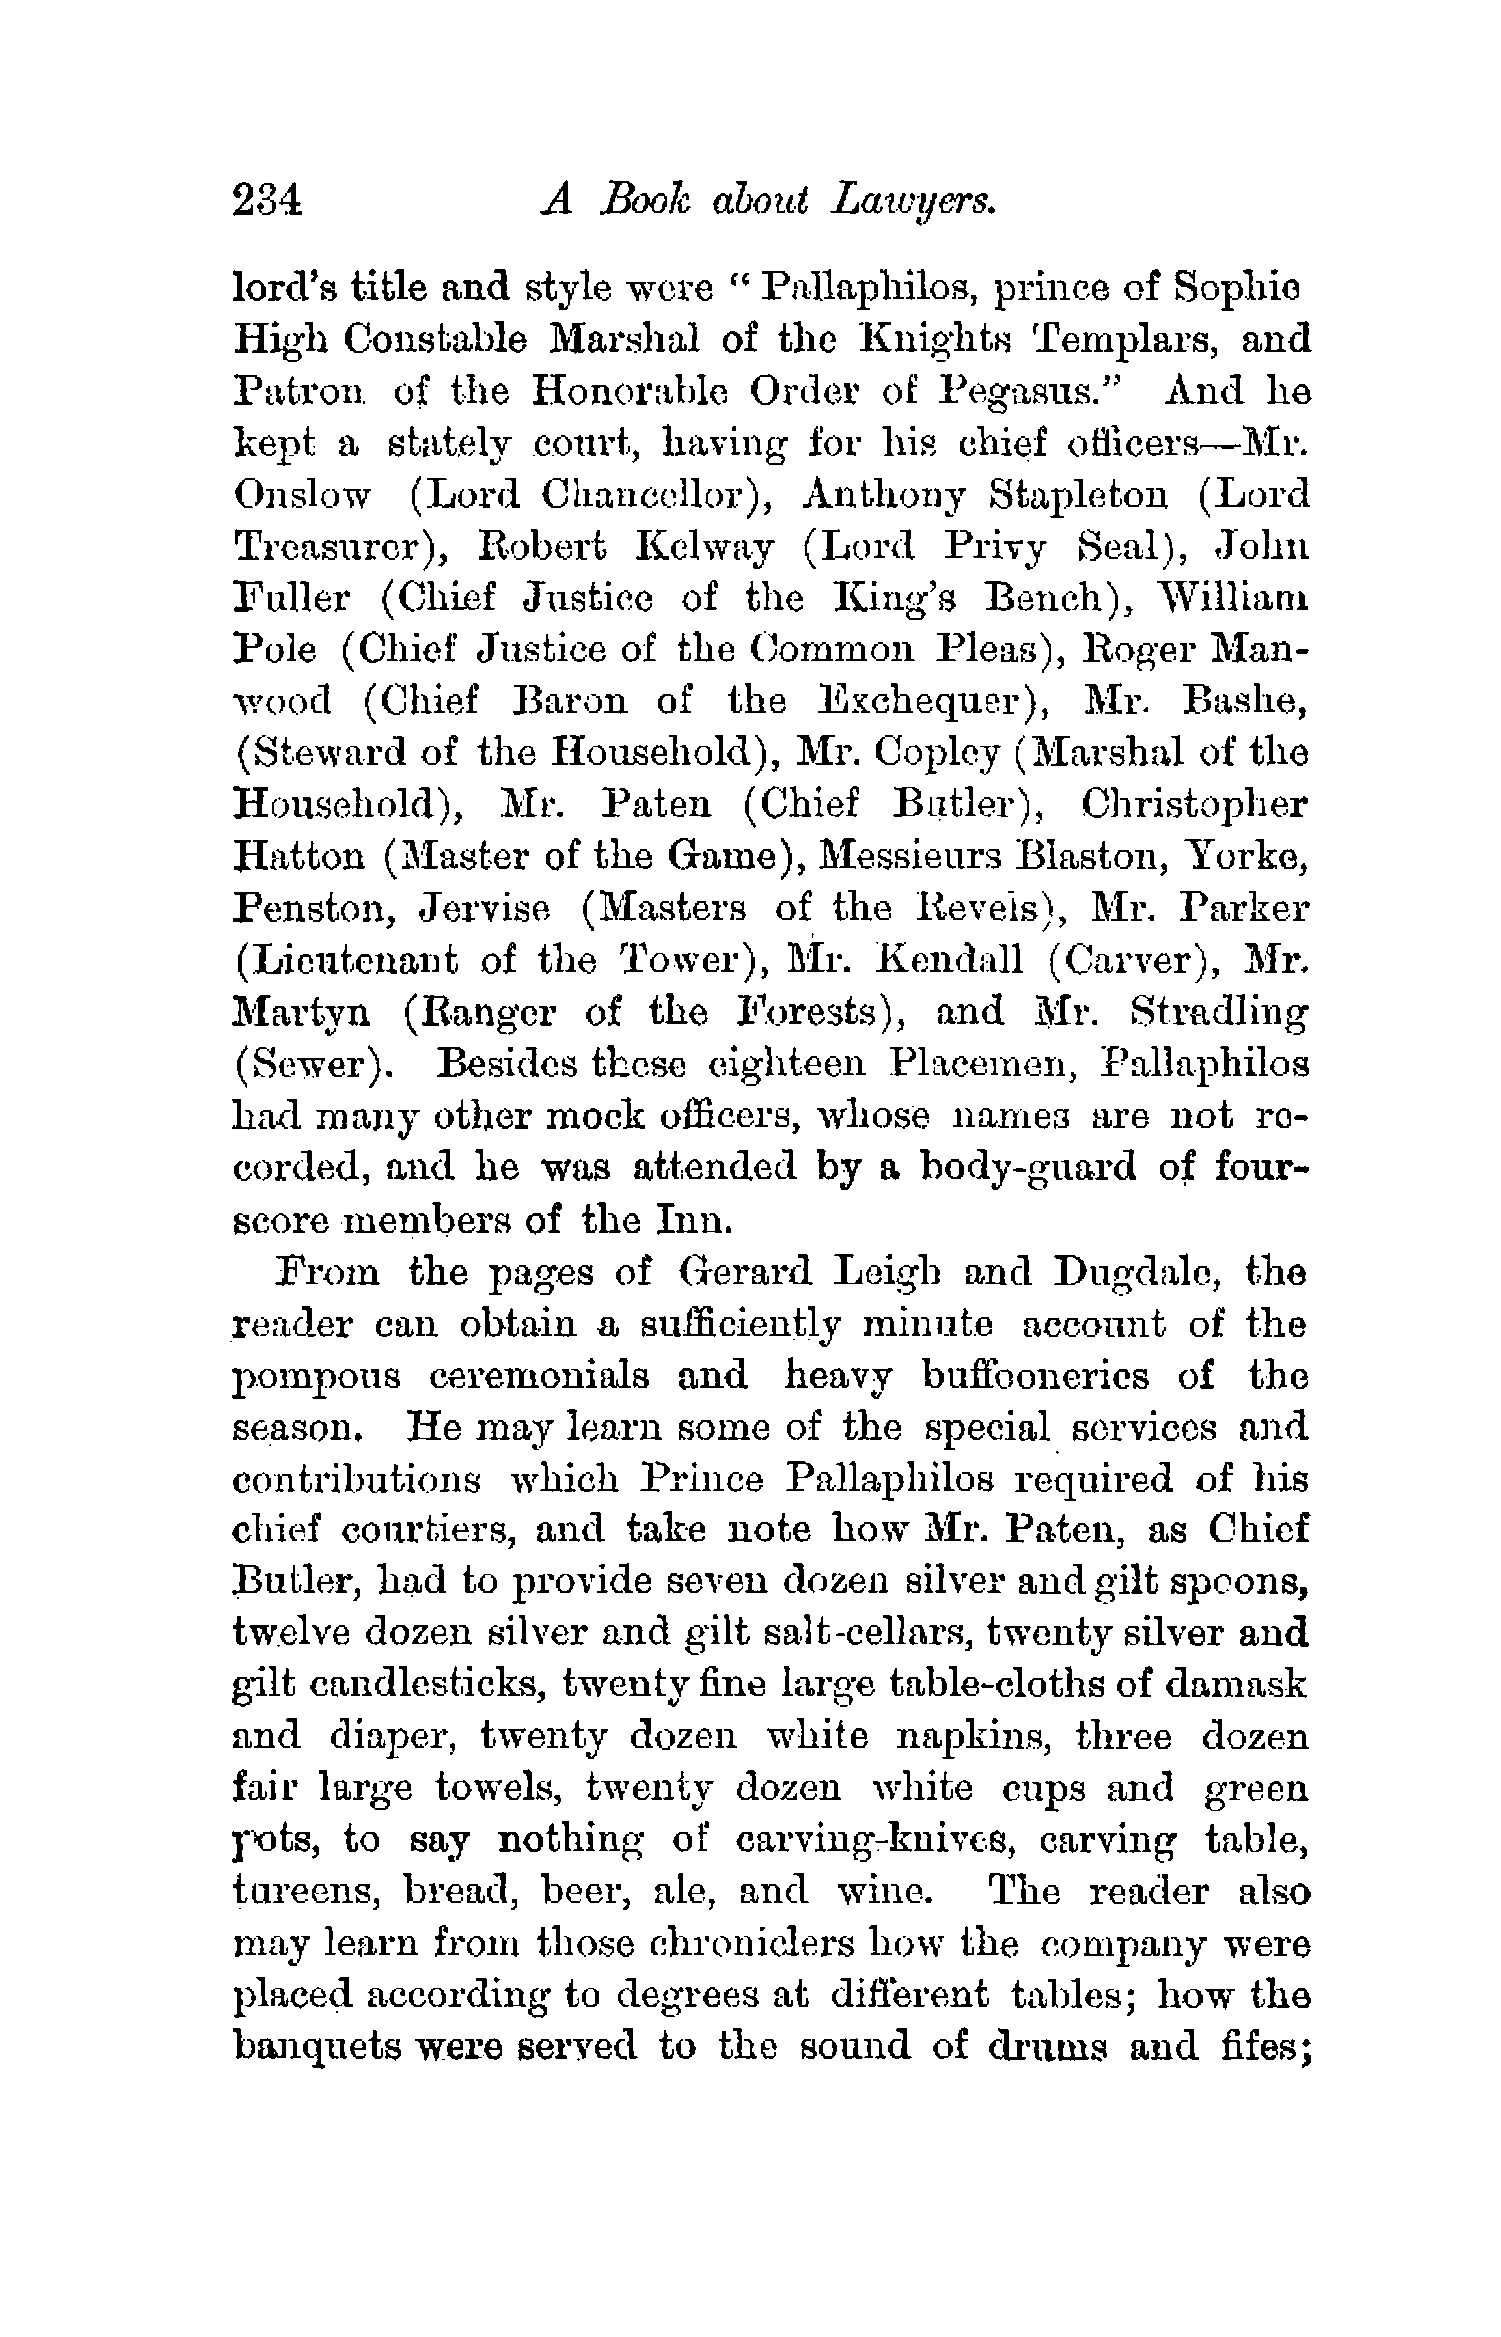 234 A Book about Lawyers.
lord's title and style were " Pallaphilos, prince of Sophie
High Constable Marshal of the Knights Templars, and
Patron of the Honorable Order of Pegasus." And he
kept a stately court, having for his chief officers—Mr.
Onslow (Lord Chancellor), Anthony Stapleton (Lord
Treasurer), Robert Kelway (Lord Privy Seal), John
Fuller (Chief Justice of the King's Bench), William
Pole (Chief Justice of the Common Pleas), Roger Man-
wood (Chief Baron of the Exchequer), Mr. Bashe,
(Steward of the Household), Mr. Copley (Marshal of the
Household), Mr. Paten (Chief Butler), Christopher
Hatton (Master of the Game), Messieurs Blaston, Yorke,
Penston, Jervise (Masters of the Revels), Mr. Parker
(Lieutenant of the Tower), Mr. Kendall (Carver), Mr.
Martyn (Ranger of the Forests), and Mr. Stradling
(Sewer). Besides these eighteen Placemen, Pallaphilos
had many other mock officers, whose names are not re-
corded, and he was attended by a body-guard of four-
score members of the Inn.
From the pages of Gerard Leigh and Dugdale, the
reader can obtain a sufficiently minute account of the
pompous ceremonials and heavy buffooneries of the
season. He may learn some of the special services and
contributions which Prince Pallaphilos required of his
chief courtiers, and take note how Mr. Paten, as Chief
Butler, had to provide seven dozen silver and gilt spoons,
twelve dozen silver and gilt salt-cellars, twenty silver and
gilt candlesticks, twenty fine large table-cloths of damask
and diaper, twenty dozen white napkins, three dozen
fair large towels, twenty dozen white cups and green
pots, to say nothing of carving-knives, carving table,
tureens, bread, beer, ale, and wine. The reader also
may learn from those chroniclers how the company were
placed according to degrees at different tables; how the
banquets were served to the sound of drums and fifes;